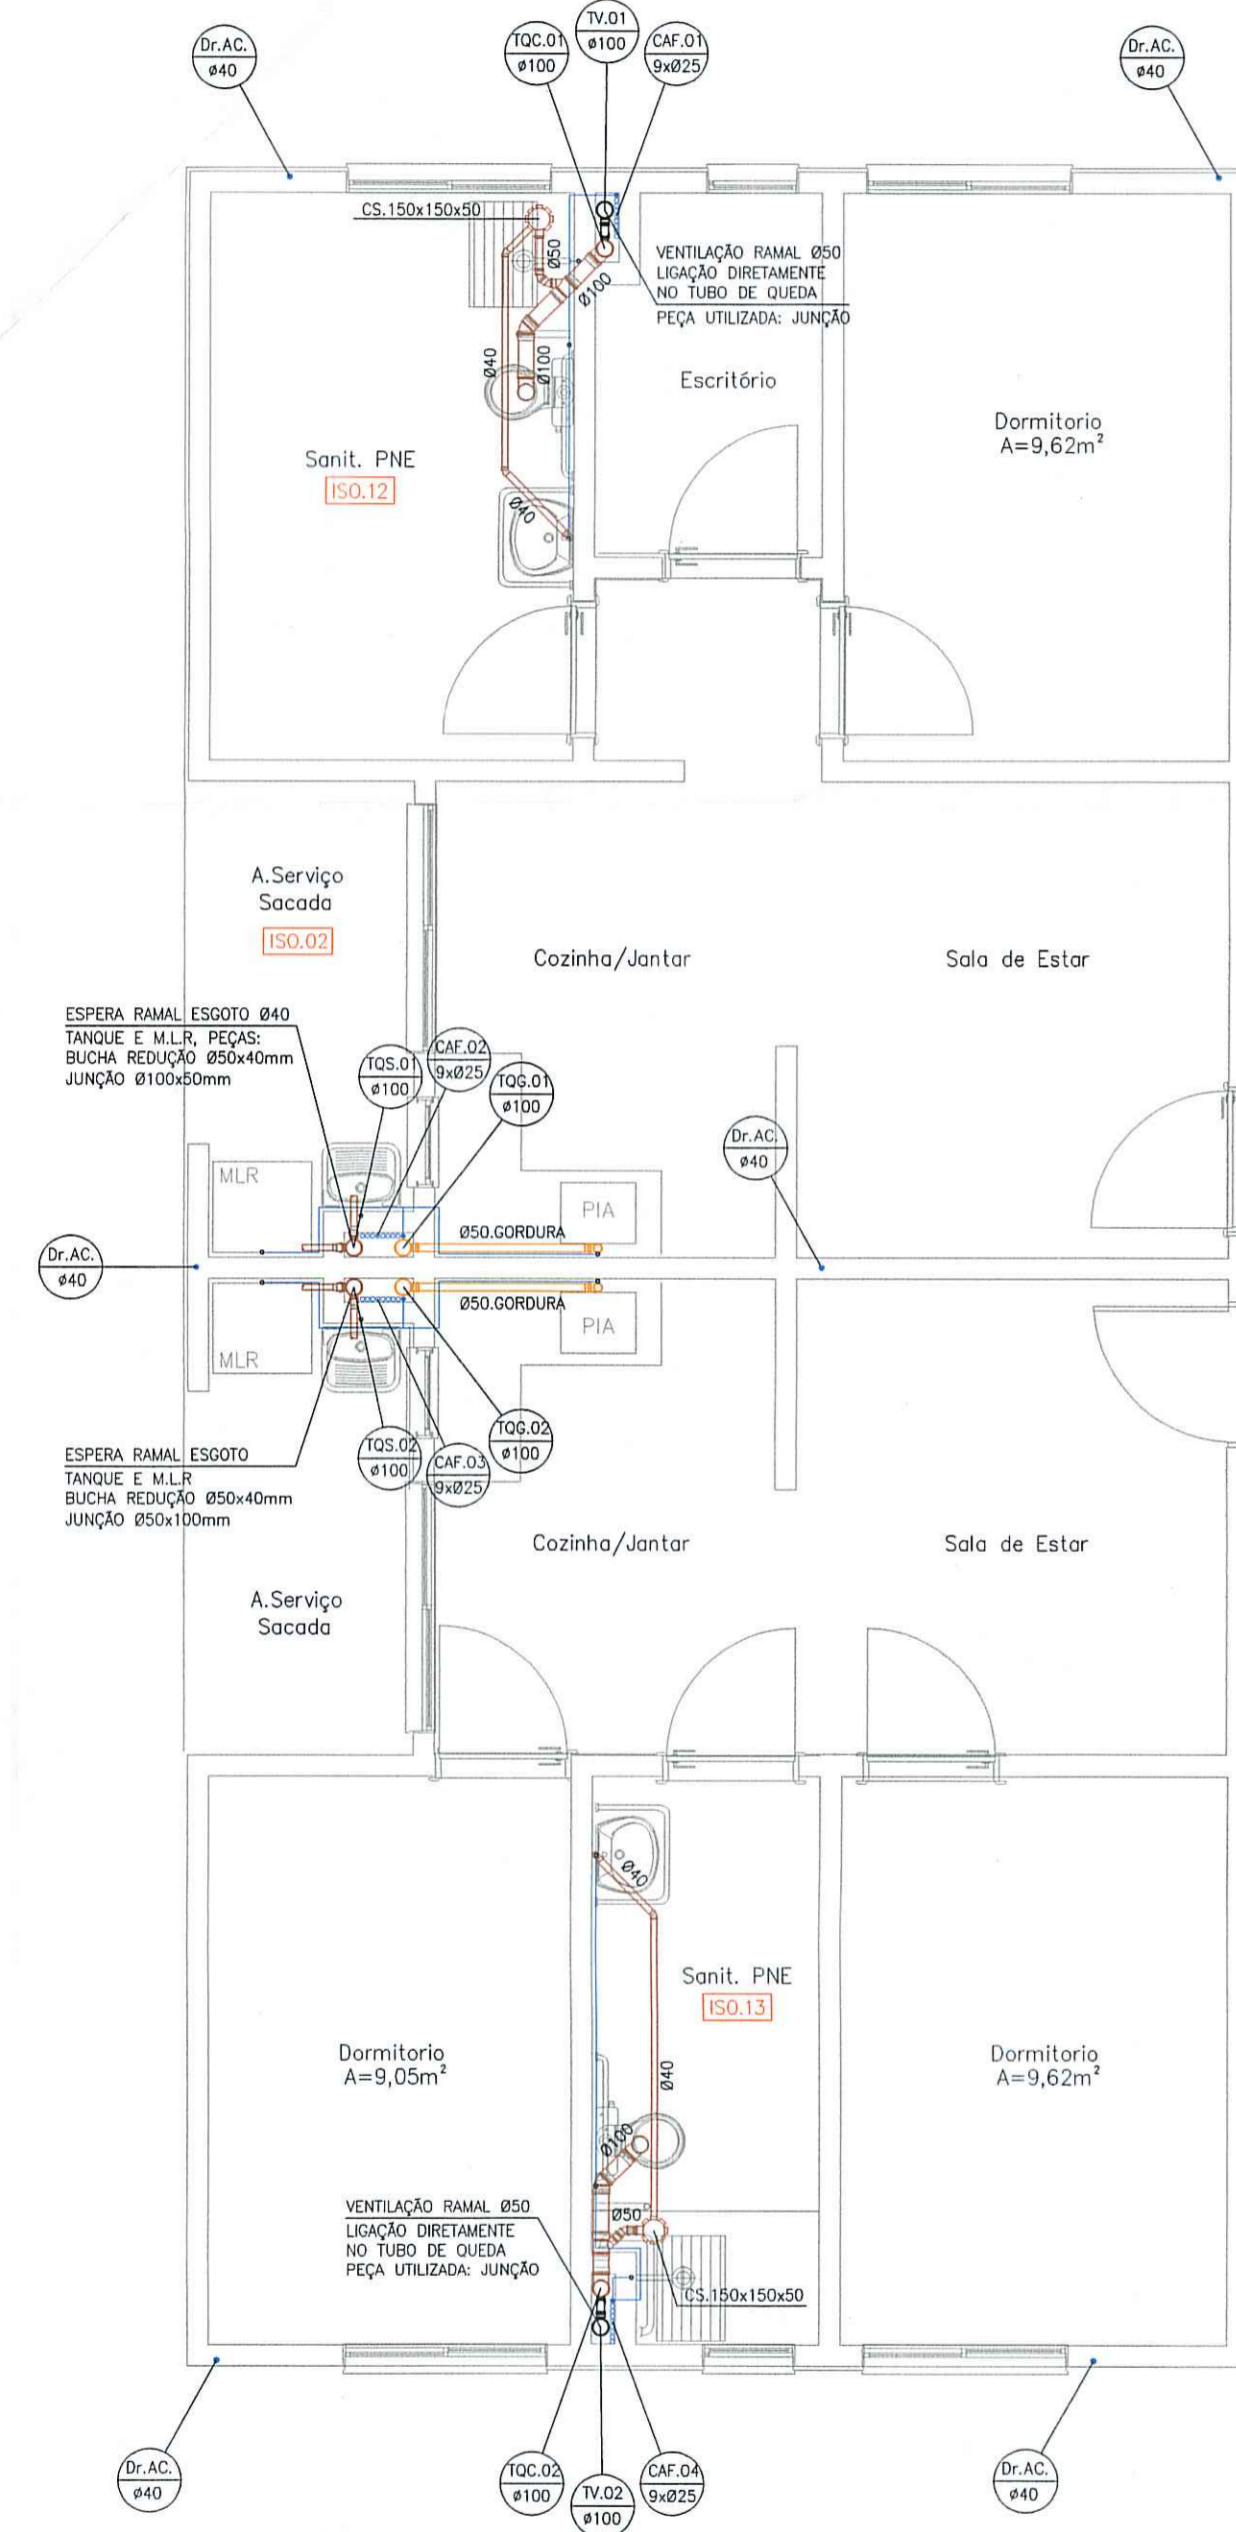 TV.01
ø100
TQC.01
ø100
CAF.01
9xØ25
Dr.AC.
ø40
Dr.AC.
ø40
CS.150x150x50
Ø50
Ø100
VENTILAÇÃO RAMAL Ø50
LIGAÇÃO DIRETAMENTE
NO TUBO DE QUEDA
PEÇA UTILIZADA: JUNÇÃO
Ø40
Ø100
Escritório
Dormitorio
A=9,62m²
Sanit. PNE
ISO.12
Ø40
A.Serviço
Sacada
ISO.02
Cozinha/Jantar
Sala de Estar
ESPERA RAMAL ESGOTO Ø40
TANQUE E M.L.R, PEÇAS:
BUCHA REDUÇÃO Ø50x40mm
JUNÇÃO Ø100x50mm
TQS.01
ø100
CAF.02
9xØ25
TQG.01
ø100
Dr.AC.
ø40
MLR
PIA
Ø50.GORDURA
Dr.AC.
ø40
Ø50.GORDURA
PIA
MLR
TQS.02
ø100
CAF.03
9xØ25
TQG.02
ø100
ESPERA RAMAL ESGOTO
TANQUE E M.L.R
BUCHA REDUÇÃO Ø50x40mm
JUNÇÃO Ø50x100mm
Cozinha/Jantar
Sala de Estar
A.Serviço
Sacada
Ø40
Sanit. PNE
ISO.13
Dormitorio
A=9,05m²
Ø40
Dormitorio
A=9,62m²
Ø100
VENTILAÇÃO RAMAL Ø50
LIGAÇÃO DIRETAMENTE
NO TUBO DE QUEDA
PEÇA UTILIZADA: JUNÇÃO
Ø50
CS.150x150x50
Dr.AC.
ø40
TQC.02
ø100
TV.02
ø100
CAF.04
9xØ25
Dr.AC.
ø40